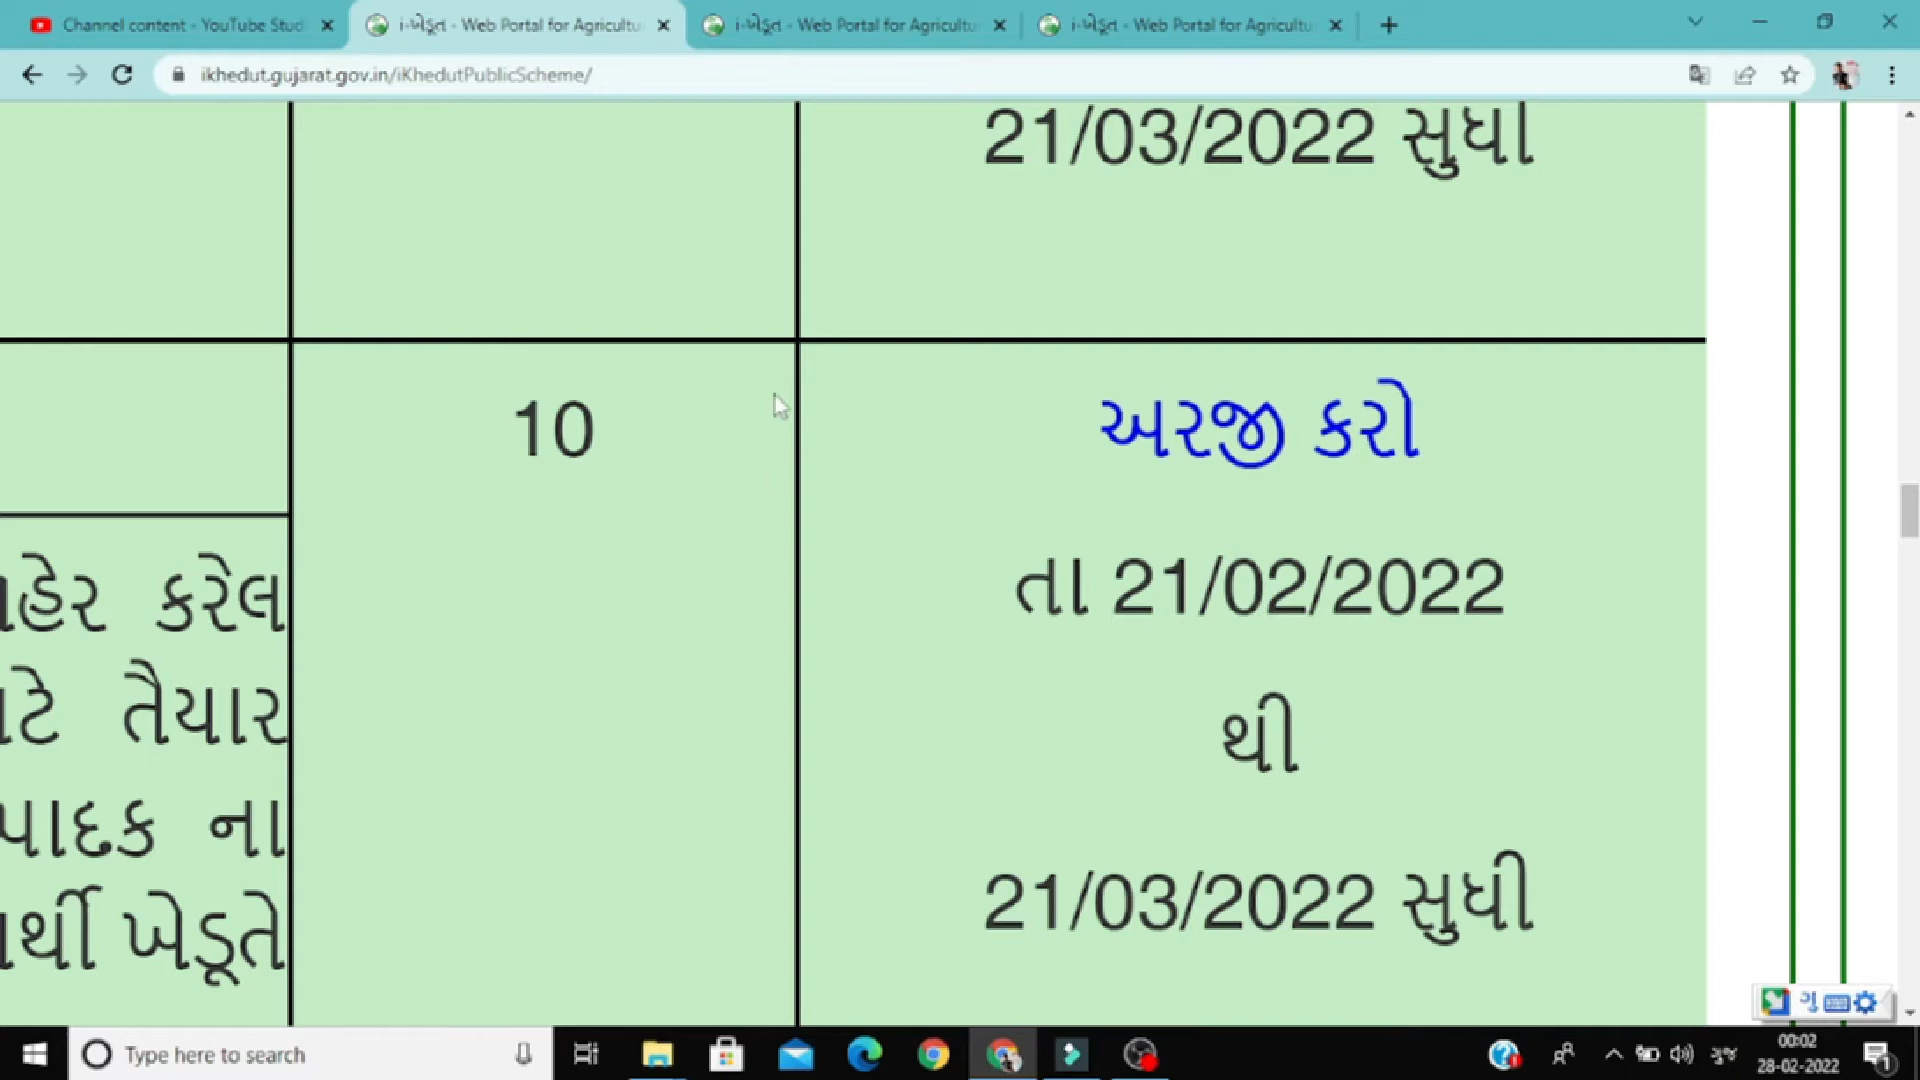 Channel content - YouTube Stud
i-ખેડૂત - Web Portal for Agricultu
i-ખેડૂત - Web Portal for Agricultu
i-ખેડૂત - Web Portal for Agricultu
ikhedut.gujarat.gov.in/iKhedutPublicScheme/
21/03/2022 સુધી
10
અરજી કરો
તા 21/02/2022
થી
21/03/2022 સુધી
કરેલ
તૈયાર
ના
ખેડૂતે
ગુ
Type here to search
ગુજ
00:02
28-02-2022
1